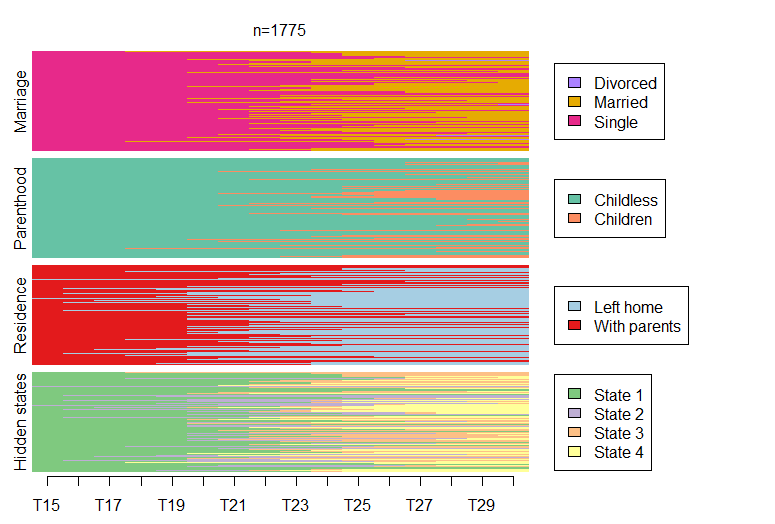 n=1775
Marriage
Divorced
Married
Single
Parenthood
Childless
Children
Residence
Left home
With parents
Hidden states
State 1
State 2
State 3
State 4
T15 T17 T19 T21 T23 T25 T27 T29